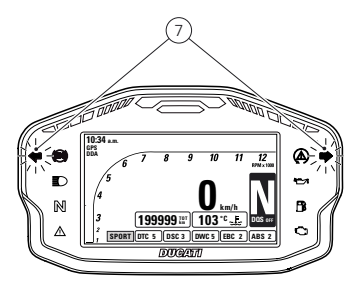 7
10:34 a.m.
GPS
DDA
6 7 8 9 10 11 12
RPM x 1000
5
4
3
2
1
0 km/h
N
DQS OFF
199999 TOT km
103 °C
SPORT DTC 5 DSC 3 DWC 5 EBC 2 ABS 2
N
DUCATI